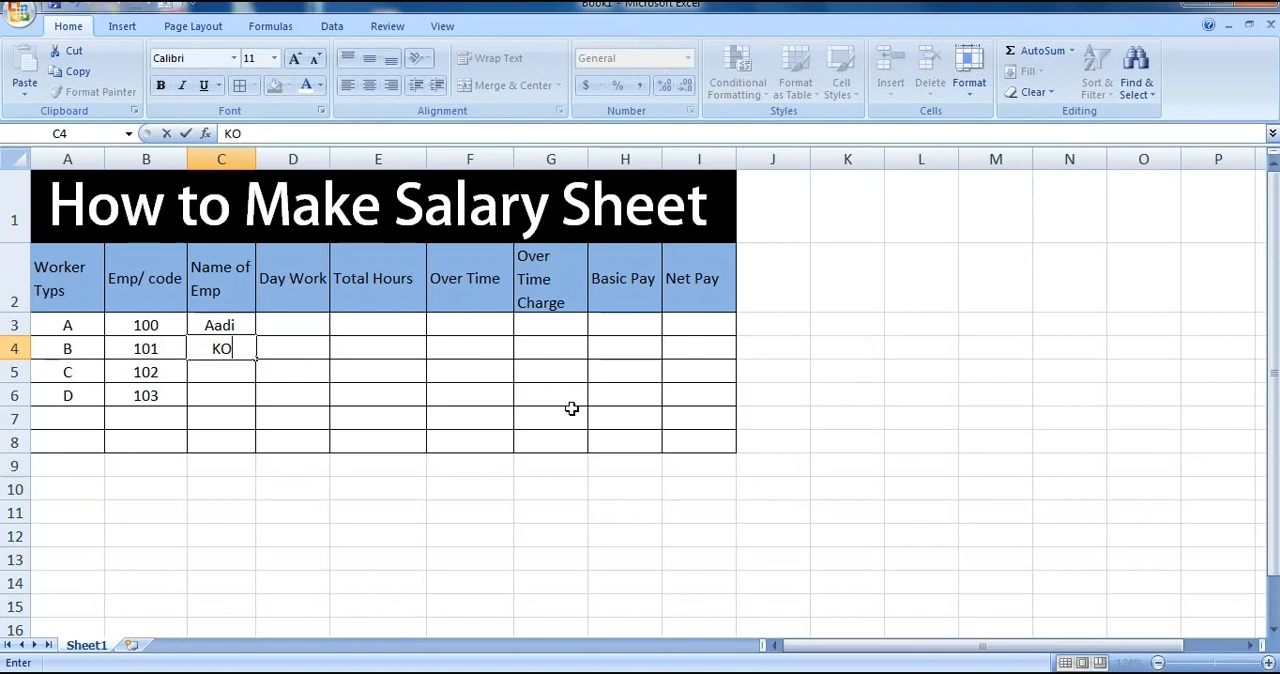 Book1 - Microsoft Excel
Home Insert Page Layout Formulas Data Review View
Cut
Copy
Format Painter
Paste
Clipboard
Calibri 11
B I U
Font
Wrap Text
Merge & Center
Alignment
General
$ % ,
Number
Conditional Formatting
Format as Table
Cell Styles
Styles
Insert Delete Format
Cells
AutoSum
Fill
Clear
Sort & Filter
Find & Select
Editing
C4 fx KO
A B C D E F G H I J K L M N O P
1 How to Make Salary Sheet
2 Worker Typs Emp/ code Name of Emp Day Work Total Hours Over Time Over Time Charge Basic Pay Net Pay
3 A 100 Aadi
4 B 101 KO
5 C 102
6 D 103
7
8
9
10
11
12
13
14
15
16
Sheet1
Enter